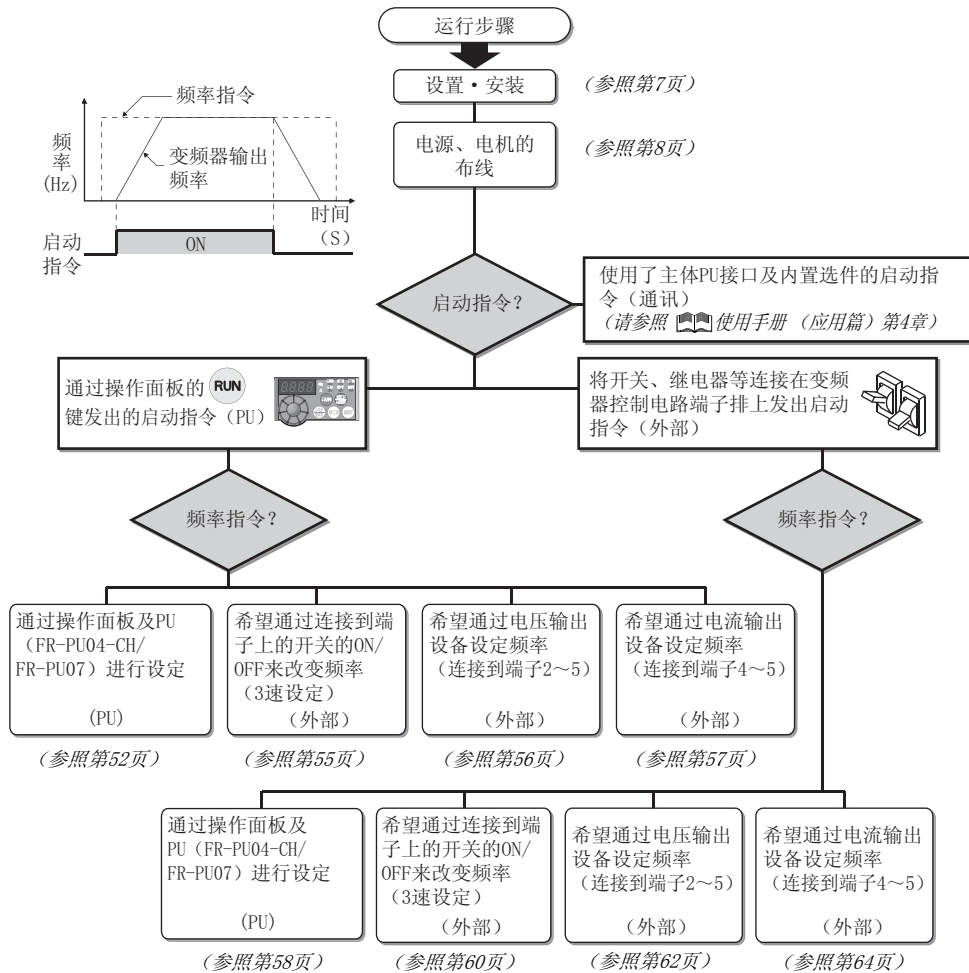 运行步骤
设置·安装
（参照第7页）
电源、电机的
布线
（参照第8页）
频率指令
频
率
(Hz)
变频器输出
频率
时间
（S）
启动
指令
ON
启动指令？
使用了主体PU接口及内置选件的启动指
令（通讯）
（请参照 使用手册 （应用篇）第4章）
通过操作面板的 RUN
键发出的启动指令（PU）
将开关、继电器等连接在变频
器控制电路端子排上发出启动
指令（外部）
频率指令？
频率指令？
通过操作面板及PU
（FR-PU04-CH/
FR-PU07）进行设定
(PU)
（参照第52页）
希望通过连接到端
子上的开关的ON/
OFF来改变频率
（3速设定）
（外部）
（参照第55页）
希望通过电压输出
设备设定频率
（连接到端子2～5）
（外部）
（参照第56页）
希望通过电流输出
设备设定频率
（连接到端子4～5）
（外部）
（参照第57页）
通过操作面板及
PU（FR-PU04-CH/
FR-PU07）进行设定
(PU)
（参照第58页）
希望通过连接到端
子上的开关的ON/
OFF来改变频率
（3速设定）
（外部）
（参照第60页）
希望通过电压输出
设备设定频率
（连接到端子2～5）
（外部）
（参照第62页）
希望通过电流输出
设备设定频率
（连接到端子4～5）
（外部）
（参照第64页）